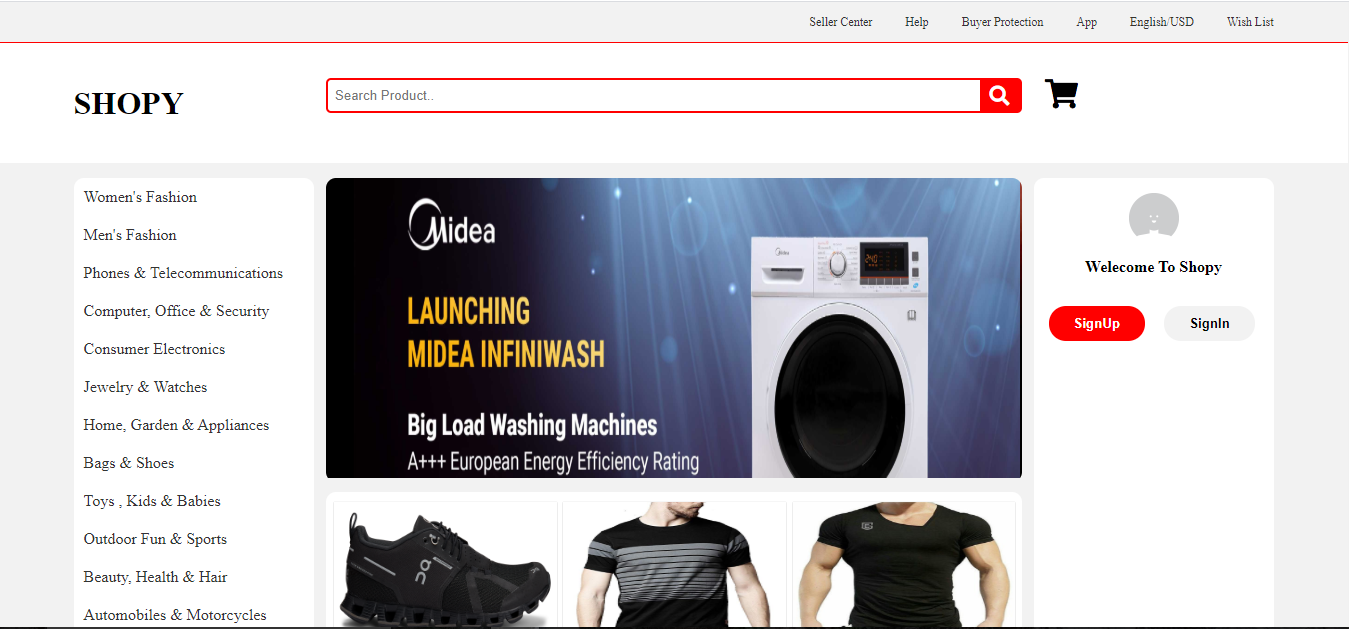 Seller Center Help Buyer Protection App English/USD Wish List
SHOPY
Search Product..
Women's Fashion
Men's Fashion
Phones & Telecommunications
Computer, Office & Security
Consumer Electronics
Jewelry & Watches
Home, Garden & Appliances
Bags & Shoes
Toys , Kids & Babies
Outdoor Fun & Sports
Beauty, Health & Hair
Automobiles & Motorcycles
Midea
LAUNCHING
MIDEA INFINIWASH
Big Load Washing Machines
A+++ European Energy Efficiency Rating
Midea
240
Welecome To Shopy
SignUp SignIn